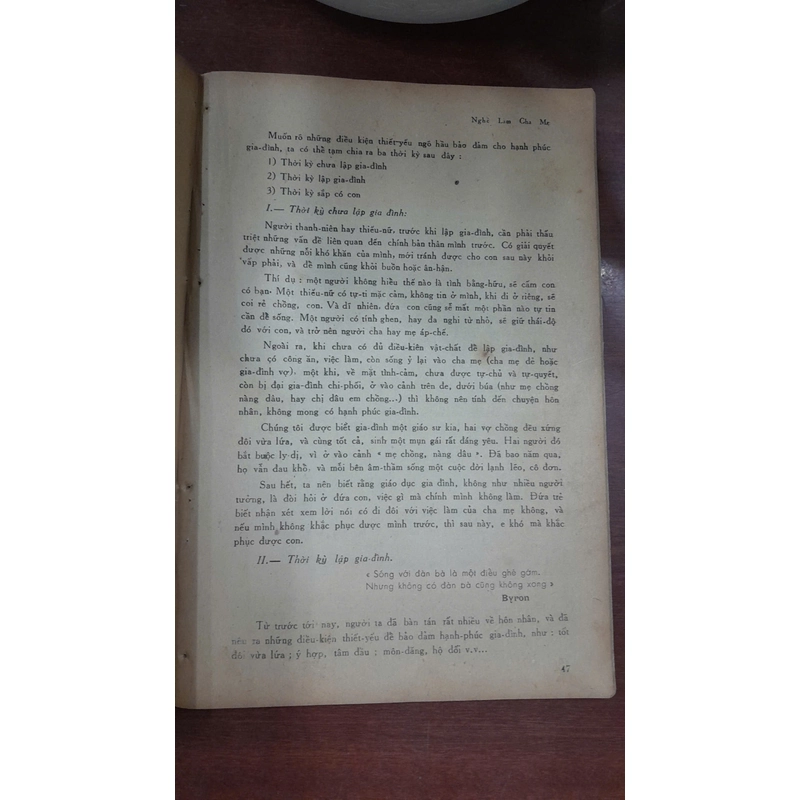 Nghề Làm Cha Mẹ
Muốn rõ những điều kiện thiết-yếu ngõ hầu bảo đảm cho hạnh phúc
gia-đình, ta có thể tạm chia ra ba thời kỳ sau đây :
1) Thời kỳ chưa lập gia-đình
2) Thời kỳ lập gia-đình
3) Thời kỳ sắp có con
I.— Thời kỳ chưa lập gia đình:
Người thanh-niên hay thiếu-nữ, trước khi lập gia-đình, cần phải thấu
triệt những vấn đề liên quan đến chính bản thân mình trước. Có giải quyết
được những nỗi khó khăn của mình, mới tránh được cho con sau này khỏi
vấp phải, và để mình cũng khỏi buồn hoặc ân-hận.
Thí dụ : một người không hiểu thế nào là tình bằng-hữu, sẽ cấm con
có bạn. Một thiếu-nữ có tự-ti mặc cảm, không tin ở mình, khi đi ở riêng, sẽ
coi rẻ chồng, con. Và dĩ nhiên, đứa con cũng sẽ mất một phần nào tự tin
cần để sống. Một người có tính ghen, hay đa nghi từ nhỏ, sẽ giữ thái-độ
đó với con, và trở nên người cha hay mẹ áp-chế.
Ngoài ra, khi chưa có đủ điều-kiện vật-chất để lập gia-đình, như
chưa có công ăn, việc làm, còn sống ỷ lại vào cha mẹ (cha mẹ đẻ hoặc
gia-đình vợ). một khi, về mặt tình-cảm, chưa được tự-chủ và tự-quyết,
còn bị đại gia-đình chi-phối, ở vào cảnh trên đe, dưới búa (như mẹ chồng
nàng dâu, hay chị dâu em chồng...) thì không nên tính đến chuyện hôn
nhân, không mong có hạnh phúc gia-đình.
Chúng tôi được biết gia-đình một giáo sư kia, hai vợ chồng đều xứng
đôi vừa lứa, và cùng tốt cả, sinh một mụn gái rất đáng yêu. Hai người đó
bắt buộc ly-dị, vì ở vào cảnh « mẹ chồng, nàng dâu ». Đã bao năm qua,
họ vẫn đau khổ, và mỗi bên âm-thầm sống một cuộc đời lạnh lẽo, cô đơn.
Sau hết, ta nên biết rằng giáo dục gia đình, không như nhiều người
tưởng, là đòi hỏi ở đứa con, việc gì mà chính mình không làm. Đứa trẻ
biết nhận xét xem lời nói có đi đôi với việc làm của cha mẹ không, và
nếu mình không khắc phục được mình trước, thì sau này, e khó mà khắc
phục được con.
II.— Thời kỳ lập gia-đình.
« Sống với đàn bà là một điều ghê gớm.
Nhưng không có đàn bà cũng không xong »
Byron
Từ trước tới nay, người ta đã bàn tán rất nhiều về hôn nhân, và đã
nêu ra những điều-kiện thiết-yếu để bảo đảm hạnh-phúc gia-đình, như : tốt
đôi vừa lứa ; ý hợp, tâm đầu ; môn-đăng, hộ đối v.v...
47